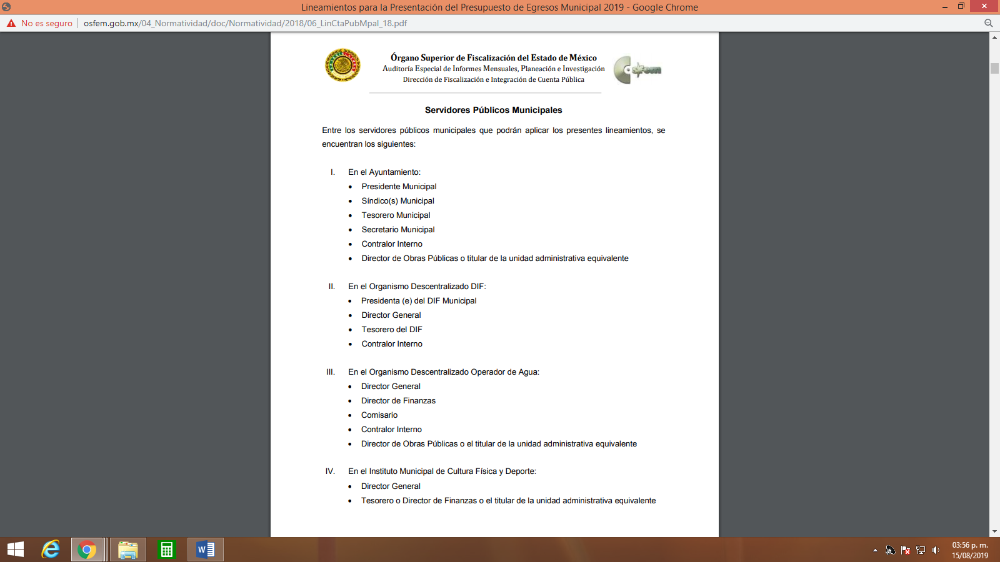 Lineamientos para la Presentación del Presupuesto de Egresos Municipal 2019 - Google Chrome
No es seguro | osfem.gob.mx/04_Normatividad/doc/Normatividad/2018/06_LinCtaPubMpal_18.pdf
Órgano Superior de Fiscalización del Estado de México
Auditoría Especial de Informes Mensuales, Planeación e Investigación
Dirección de Fiscalización e Integración de Cuenta Pública
osfem
Servidores Públicos Municipales
Entre los servidores públicos municipales que podrán aplicar los presentes lineamientos, se
encuentran los siguientes:
I. En el Ayuntamiento:
• Presidente Municipal
• Síndico(s) Municipal
• Tesorero Municipal
• Secretario Municipal
• Contralor Interno
• Director de Obras Públicas o titular de la unidad administrativa equivalente
II. En el Organismo Descentralizado DIF:
• Presidenta (e) del DIF Municipal
• Director General
• Tesorero del DIF
• Contralor Interno
III. En el Organismo Descentralizado Operador de Agua:
• Director General
• Director de Finanzas
• Comisario
• Contralor Interno
• Director de Obras Públicas o el titular de la unidad administrativa equivalente
IV. En el Instituto Municipal de Cultura Física y Deporte:
• Director General
• Tesorero o Director de Finanzas o el titular de la unidad administrativa equivalente
03:56 p. m.
15/08/2019